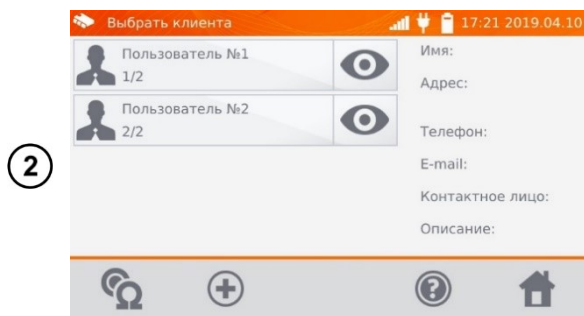 Выбрать клиента
17:21 2019.04.10
Пользователь №1
1/2
Пользователь №2
2/2
Имя:
Адрес:
Телефон:
E-mail:
Контактное лицо:
Описание:
2